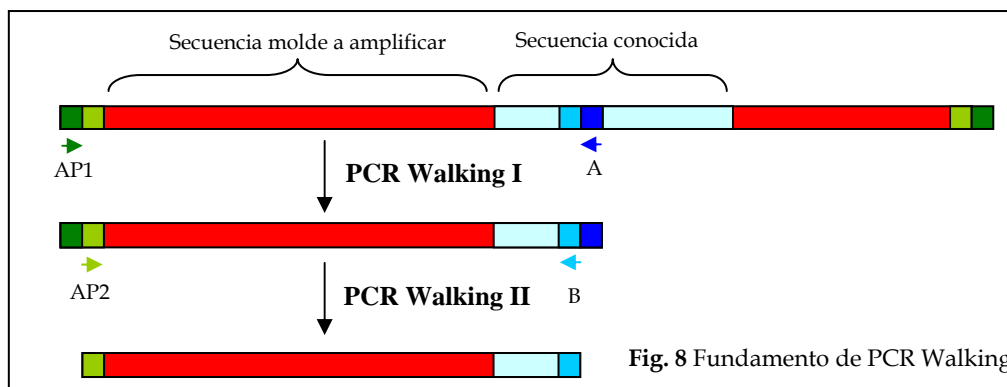 Secuencia molde a amplificar
Secuencia conocida
AP1
A
PCR Walking I
AP2
B
PCR Walking II
Fig. 8 Fundamento de PCR Walking